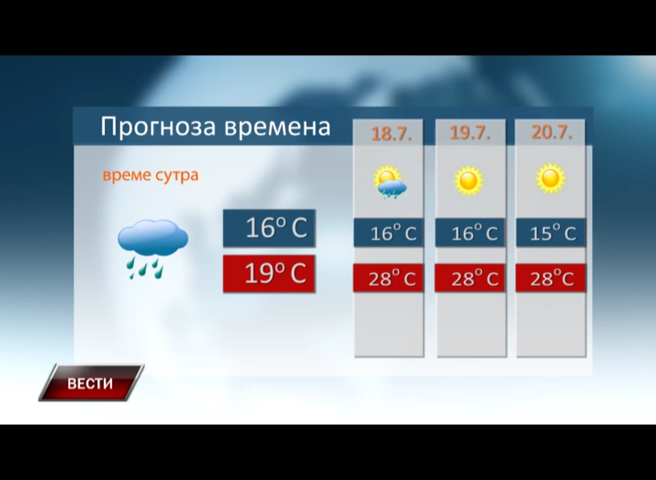 Прогноза времена
време сутра
16° C
19° C
18.7.
16° C
28° C
19.7.
16° C
28° C
20.7.
15° C
28° C
ВЕСТИ